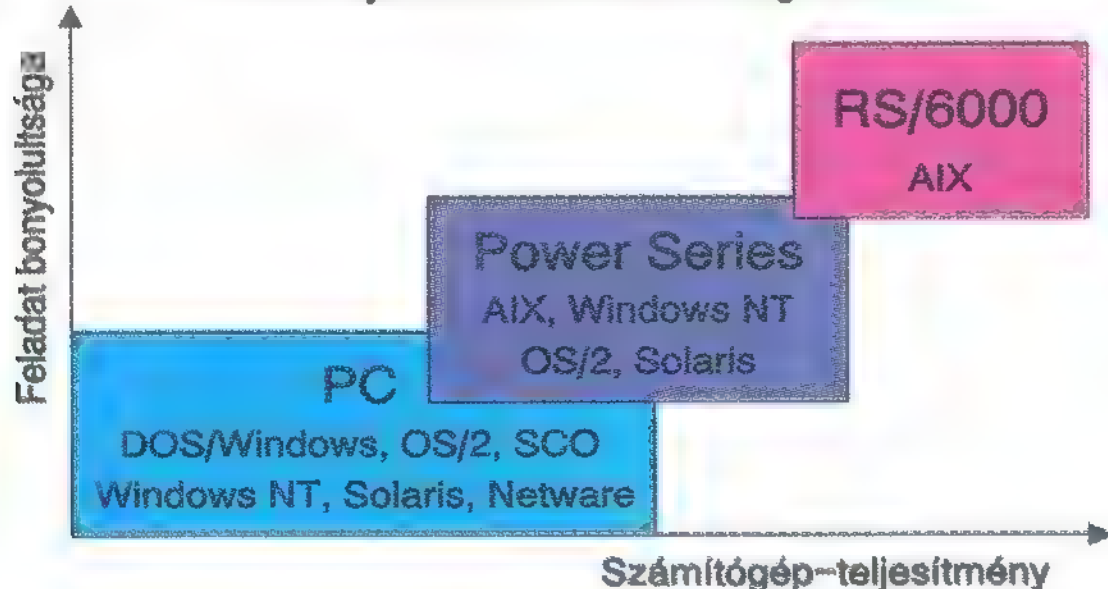 Feladat bonyolultsága
RS/6000
AIX
Power Series
AIX, Windows NT
OS/2, Solaris
PC
DOS/Windows, OS/2, SCO
Windows NT, Solaris, Netware
Számítógép-teljesítmény